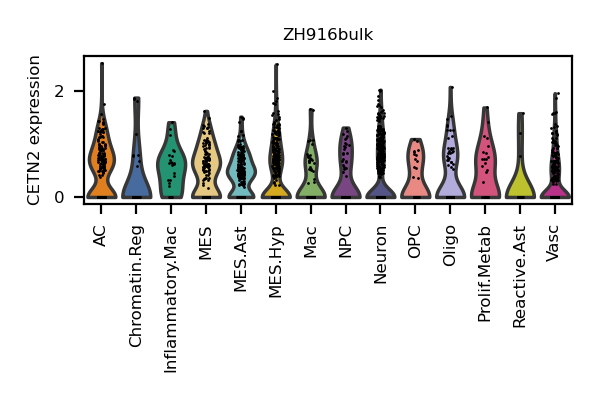 ZH916bulk
CETN2 expression
2
0
AC
Chromatin.Reg
Inflammatory.Mac
MES
MES.Ast
MES.Hyp
Mac
NPC
Neuron
OPC
Oligo
Prolif.Metab
Reactive.Ast
Vasc